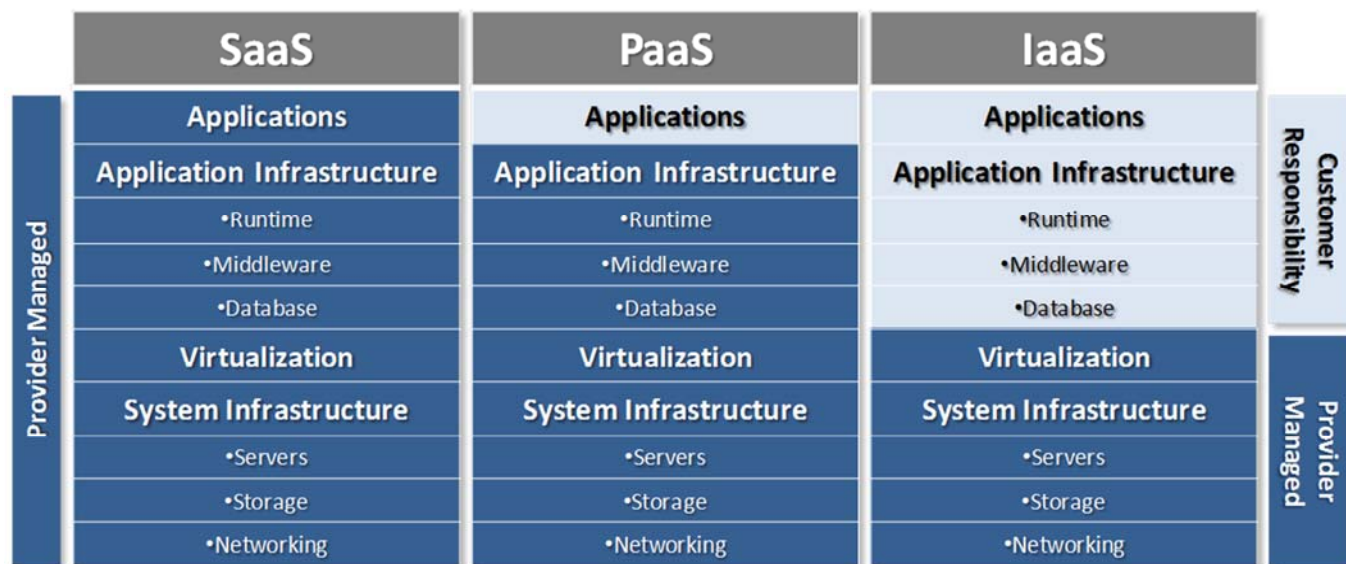 SaaS PaaS IaaS
Provider Managed
Applications Applications Applications
Application Infrastructure Application Infrastructure Application Infrastructure
•Runtime •Runtime •Runtime
•Middleware •Middleware •Middleware
•Database •Database •Database
Virtualization Virtualization Virtualization
System Infrastructure System Infrastructure System Infrastructure
•Servers •Servers •Servers
•Storage •Storage •Storage
•Networking •Networking •Networking
Customer
Responsibility
Provider
Managed